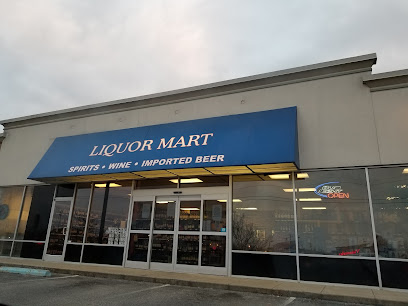 LIQUOR MART
SPIRITS • WINE • IMPORTED BEER
OPEN